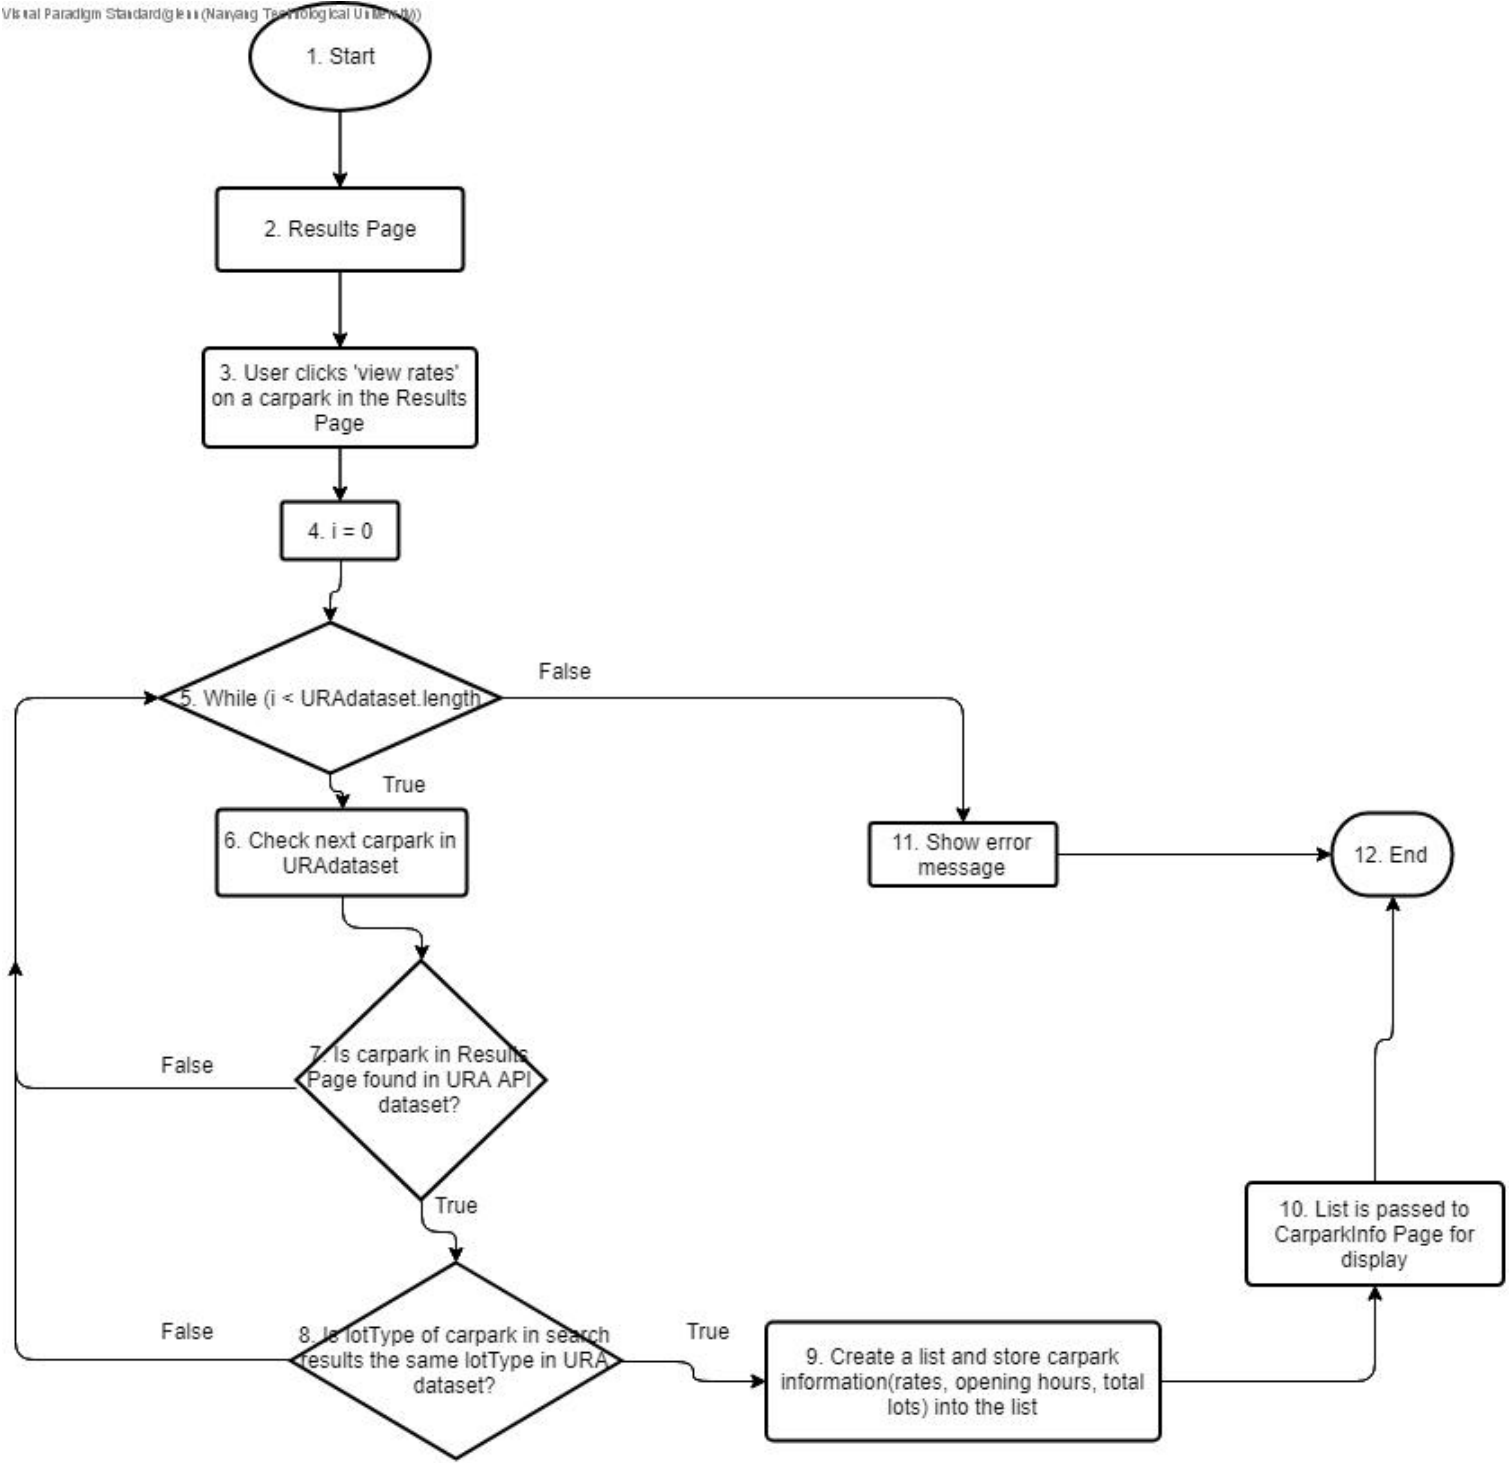 Visual Paradigm Standard(glenn(Nanyang Technological University))
1. Start
2. Results Page
3. User clicks 'view rates'
on a carpark in the Results
Page
4. i = 0
5. While (i < URAdataset.length
False
True
6. Check next carpark in
URAdataset
11. Show error
message
12. End
7. Is carpark in Results
Page found in URA API
dataset?
False
True
10. List is passed to
CarparkInfo Page for
display
8. Is lotType of carpark in search
results the same lotType in URA
dataset?
False
True
9. Create a list and store carpark
information(rates, opening hours, total
lots) into the list